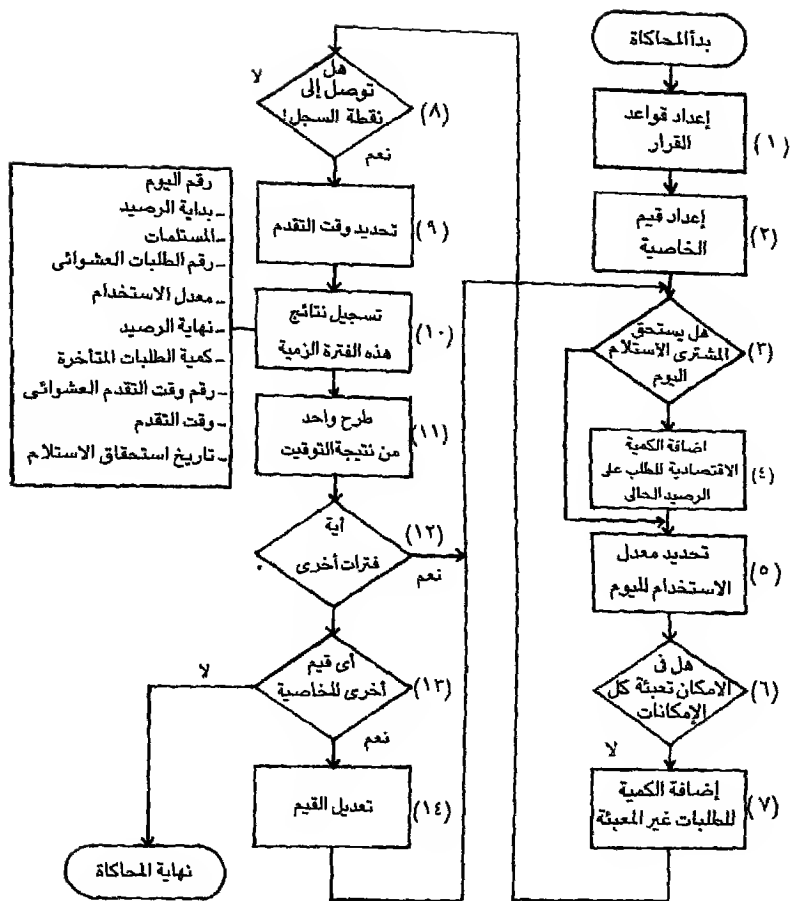 بدأ المحاكاة
(١)
إعداد قواعد
القرار
(٢)
إعداد قيم
الخاصية
(٣)
هل يستحق
المشترى الاستلام
اليوم
(٤)
اضافة الكمية
الاقتصادية للطلب على
الرصيد الحالى
(٥)
تحديد معدل
الاستخدام لليوم
(٦)
هل فى
الامكان تعبئة كل
الإمكانات
لا
(٧)
إضافة الكمية
للطلبات غير المعبئة
(٨)
هل
توصل إلى
نقطة السجل!
لا
نعم
(٩)
تحديد وقت التقدم
(١٠)
تسجيل نتائج
هذه الفترة الزمية
رقم اليوم
ـ بداية الرصيد
ـ المستلمات
ـ رقم الطلبات العشوائى
ـ معدل الاستخدام
ـ نهاية الرصيد
ـ كمية الطلبات المتأخرة
ـ رقم وقت التقدم العشوائى
ـ وقت التقدم
ـ تاريخ استحقاق الاستلام
(١١)
طرح واحد
من نتيجة التوقيت
(١٢)
أية
فترات أخرى
نعم
(١٣)
أى قيم
أخرى للخاصية
لا
نعم
(١٤)
تعديل القيم
نهاية المحاكاة